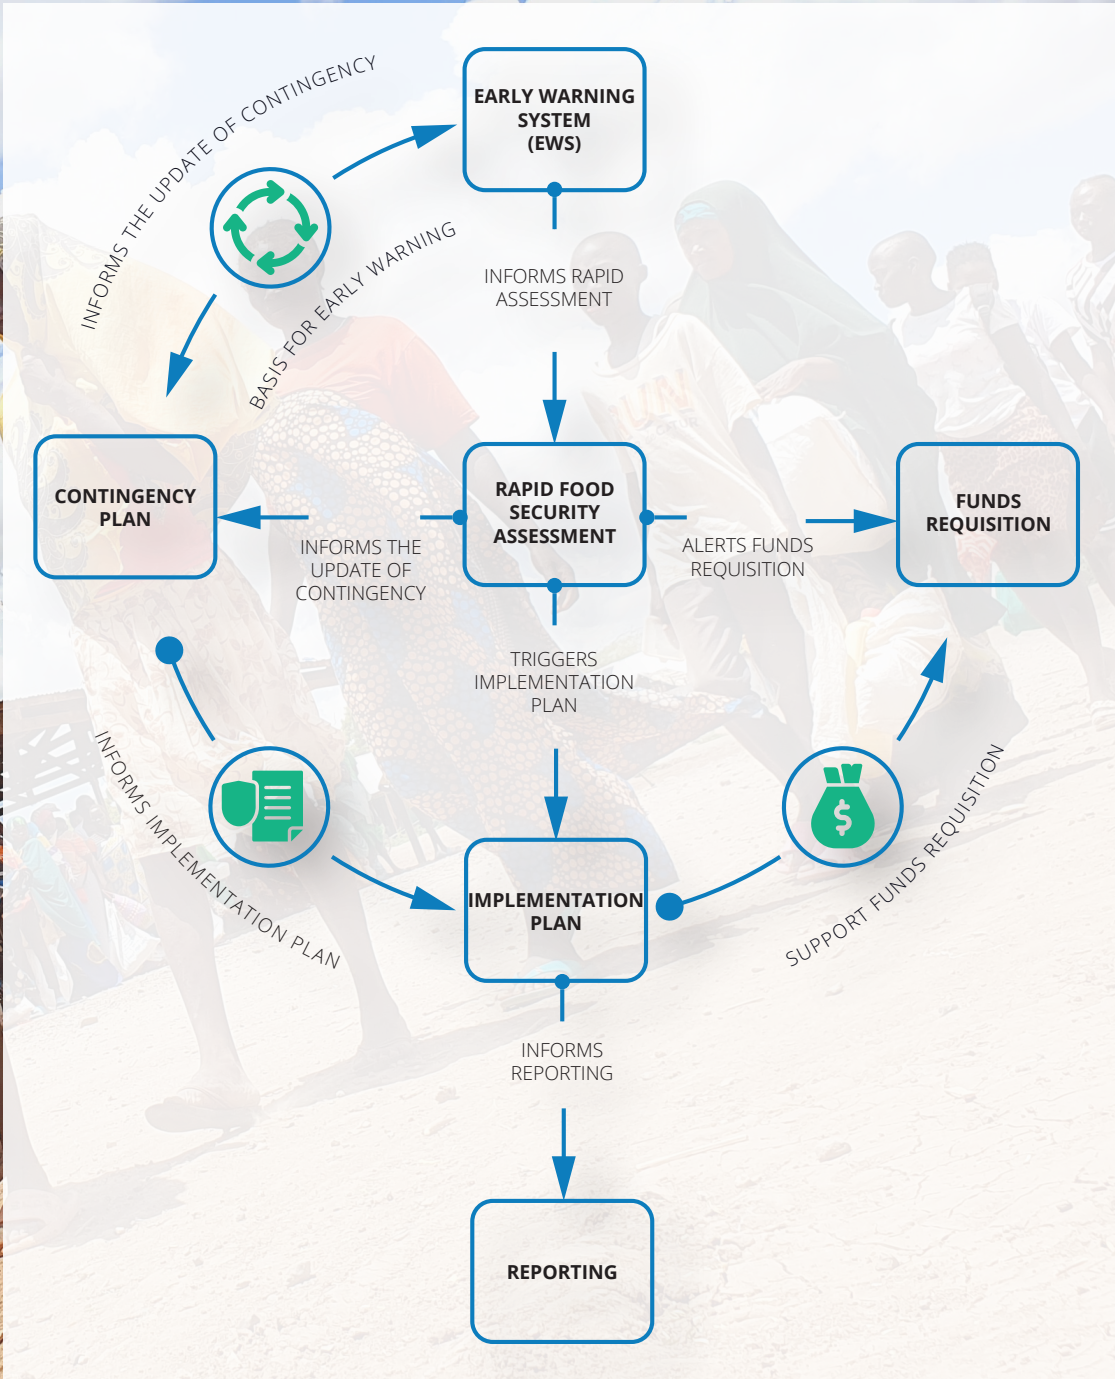 INFORMS THE UPDATE OF CONTINGENCY
EARLY WARNING
SYSTEM
(EWS)
BASIS FOR EARLY WARNING
INFORMS RAPID
ASSESSMENT
CONTINGENCY
PLAN
RAPID FOOD
SECURITY
ASSESSMENT
FUNDS
REQUISITION
INFORMS THE
UPDATE OF
CONTINGENCY
ALERTS FUNDS
REQUISITION
TRIGGERS
IMPLEMENTATION
PLAN
INFORMS IMPLEMENTATION PLAN
$
SUPPORT FUNDS REQUISITION
IMPLEMENTATION
PLAN
INFORMS
REPORTING
REPORTING